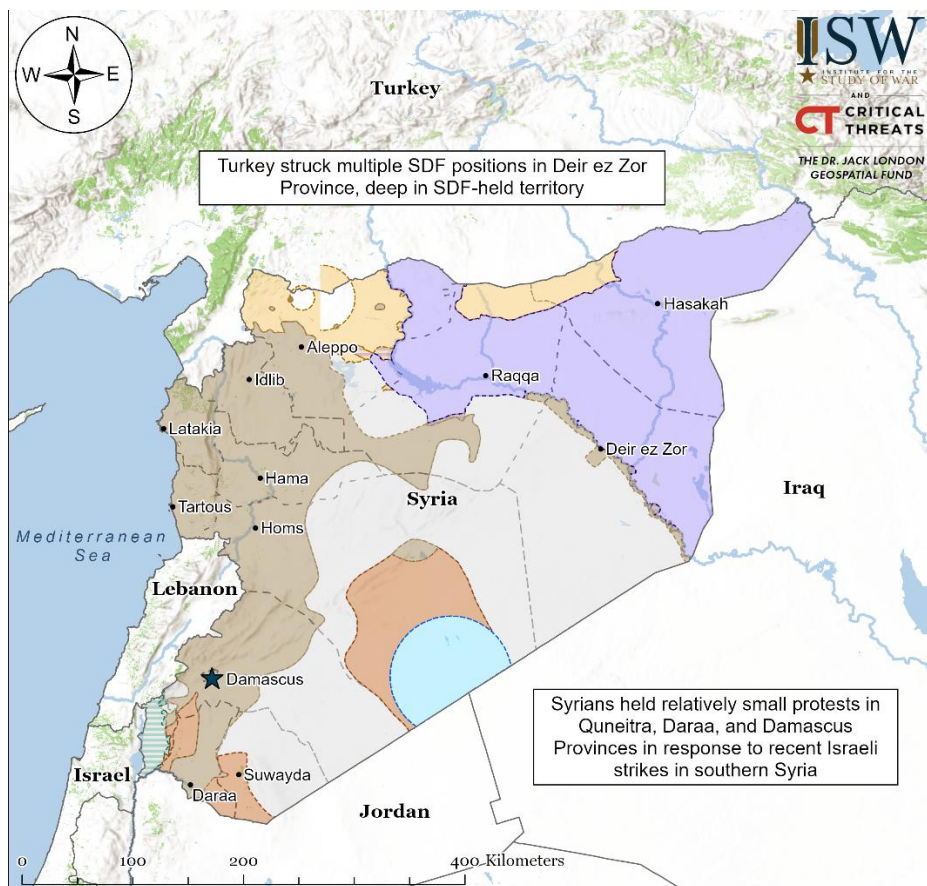 N
W E
S
ISW
INSTITUTE FOR THE
STUDY OF WAR
AND
CT CRITICAL
THREATS
THE DR. JACK LONDON
GEOSPATIAL FUND
Turkey
Turkey struck multiple SDF positions in Deir ez Zor
Province, deep in SDF-held territory
Hasakah
Aleppo
Raqqa
Idlib
Latakia
Deir ez Zor
Hama
Syria
Iraq
Tartous
Homs
Mediterranean
Sea
Lebanon
Damascus
Syrians held relatively small protests in
Quneitra, Daraa, and Damascus
Provinces in response to recent Israeli
strikes in southern Syria
Israel
Suwayda
Daraa
Jordan
0 100 200 400 Kilometers